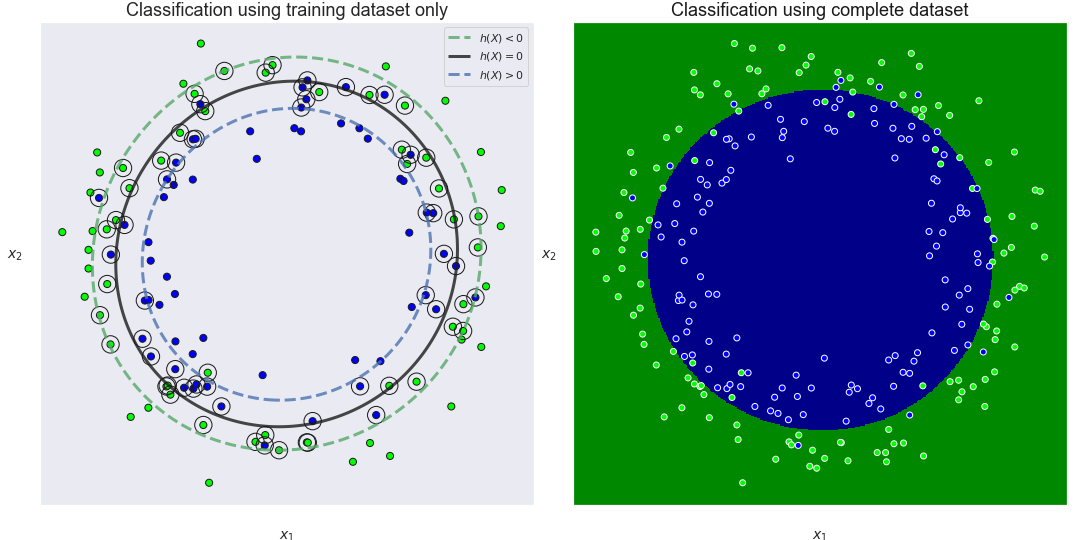 Classification using training dataset only
h(X) < 0
h(X) = 0
h(X) > 0
x₂
x₁
Classification using complete dataset
x₂
x₁